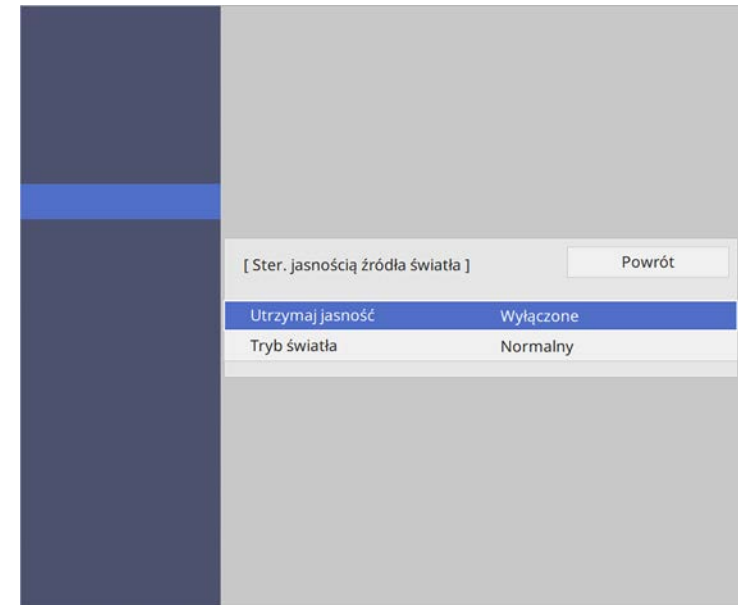 [ Ster. jasnością źródła światła ] Powrót
Utrzymaj jasność Wyłączone
Tryb światła Normalny